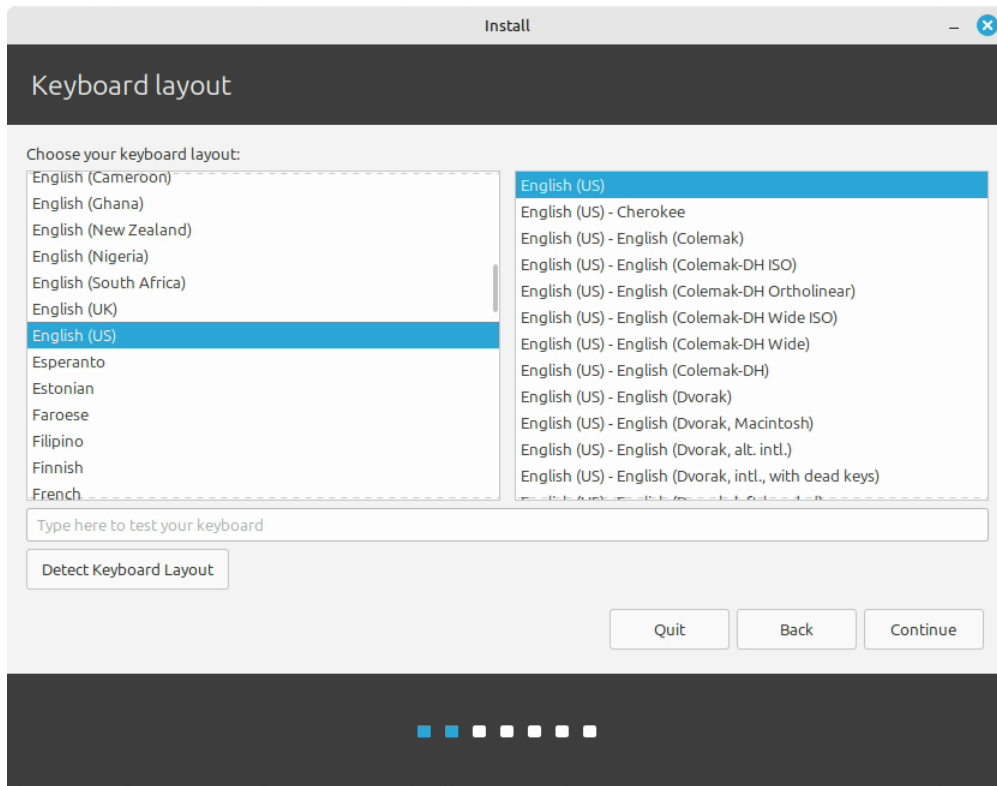 Install
Keyboard layout
Choose your keyboard layout:
English (Cameroon)
English (Ghana)
English (New Zealand)
English (Nigeria)
English (South Africa)
English (UK)
English (US)
Esperanto
Estonian
Faroese
Filipino
Finnish
French
English (US)
English (US) - Cherokee
English (US) - English (Colemak)
English (US) - English (Colemak-DH ISO)
English (US) - English (Colemak-DH Ortholinear)
English (US) - English (Colemak-DH Wide ISO)
English (US) - English (Colemak-DH Wide)
English (US) - English (Colemak-DH)
English (US) - English (Dvorak)
English (US) - English (Dvorak, Macintosh)
English (US) - English (Dvorak, alt. intl.)
English (US) - English (Dvorak, intl., with dead keys)
Type here to test your keyboard
Detect Keyboard Layout
Quit
Back
Continue